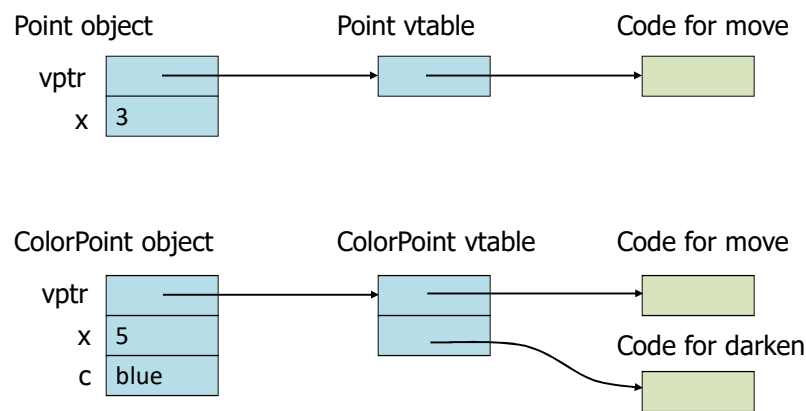 Point object Point vtable Code for move
vptr
x 3
ColorPoint object ColorPoint vtable Code for move
vptr
x 5
Code for darken
c blue